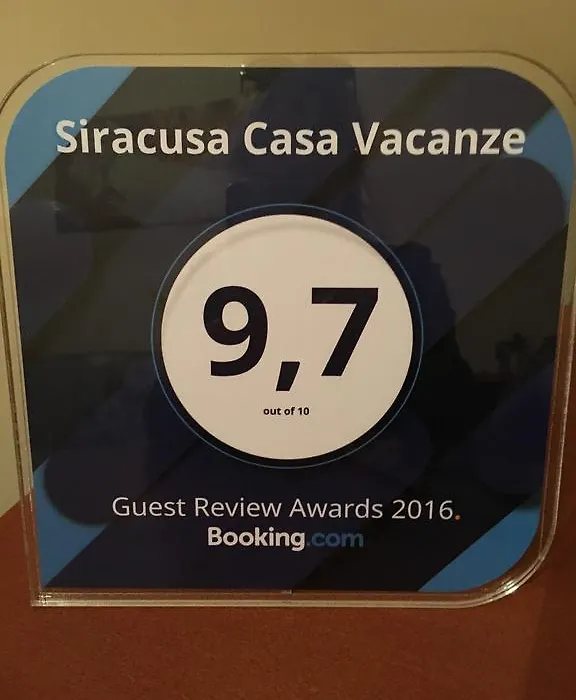 Siracusa Casa Vacanze
9,7
out of 10
Guest Review Awards 2016.
Booking.com